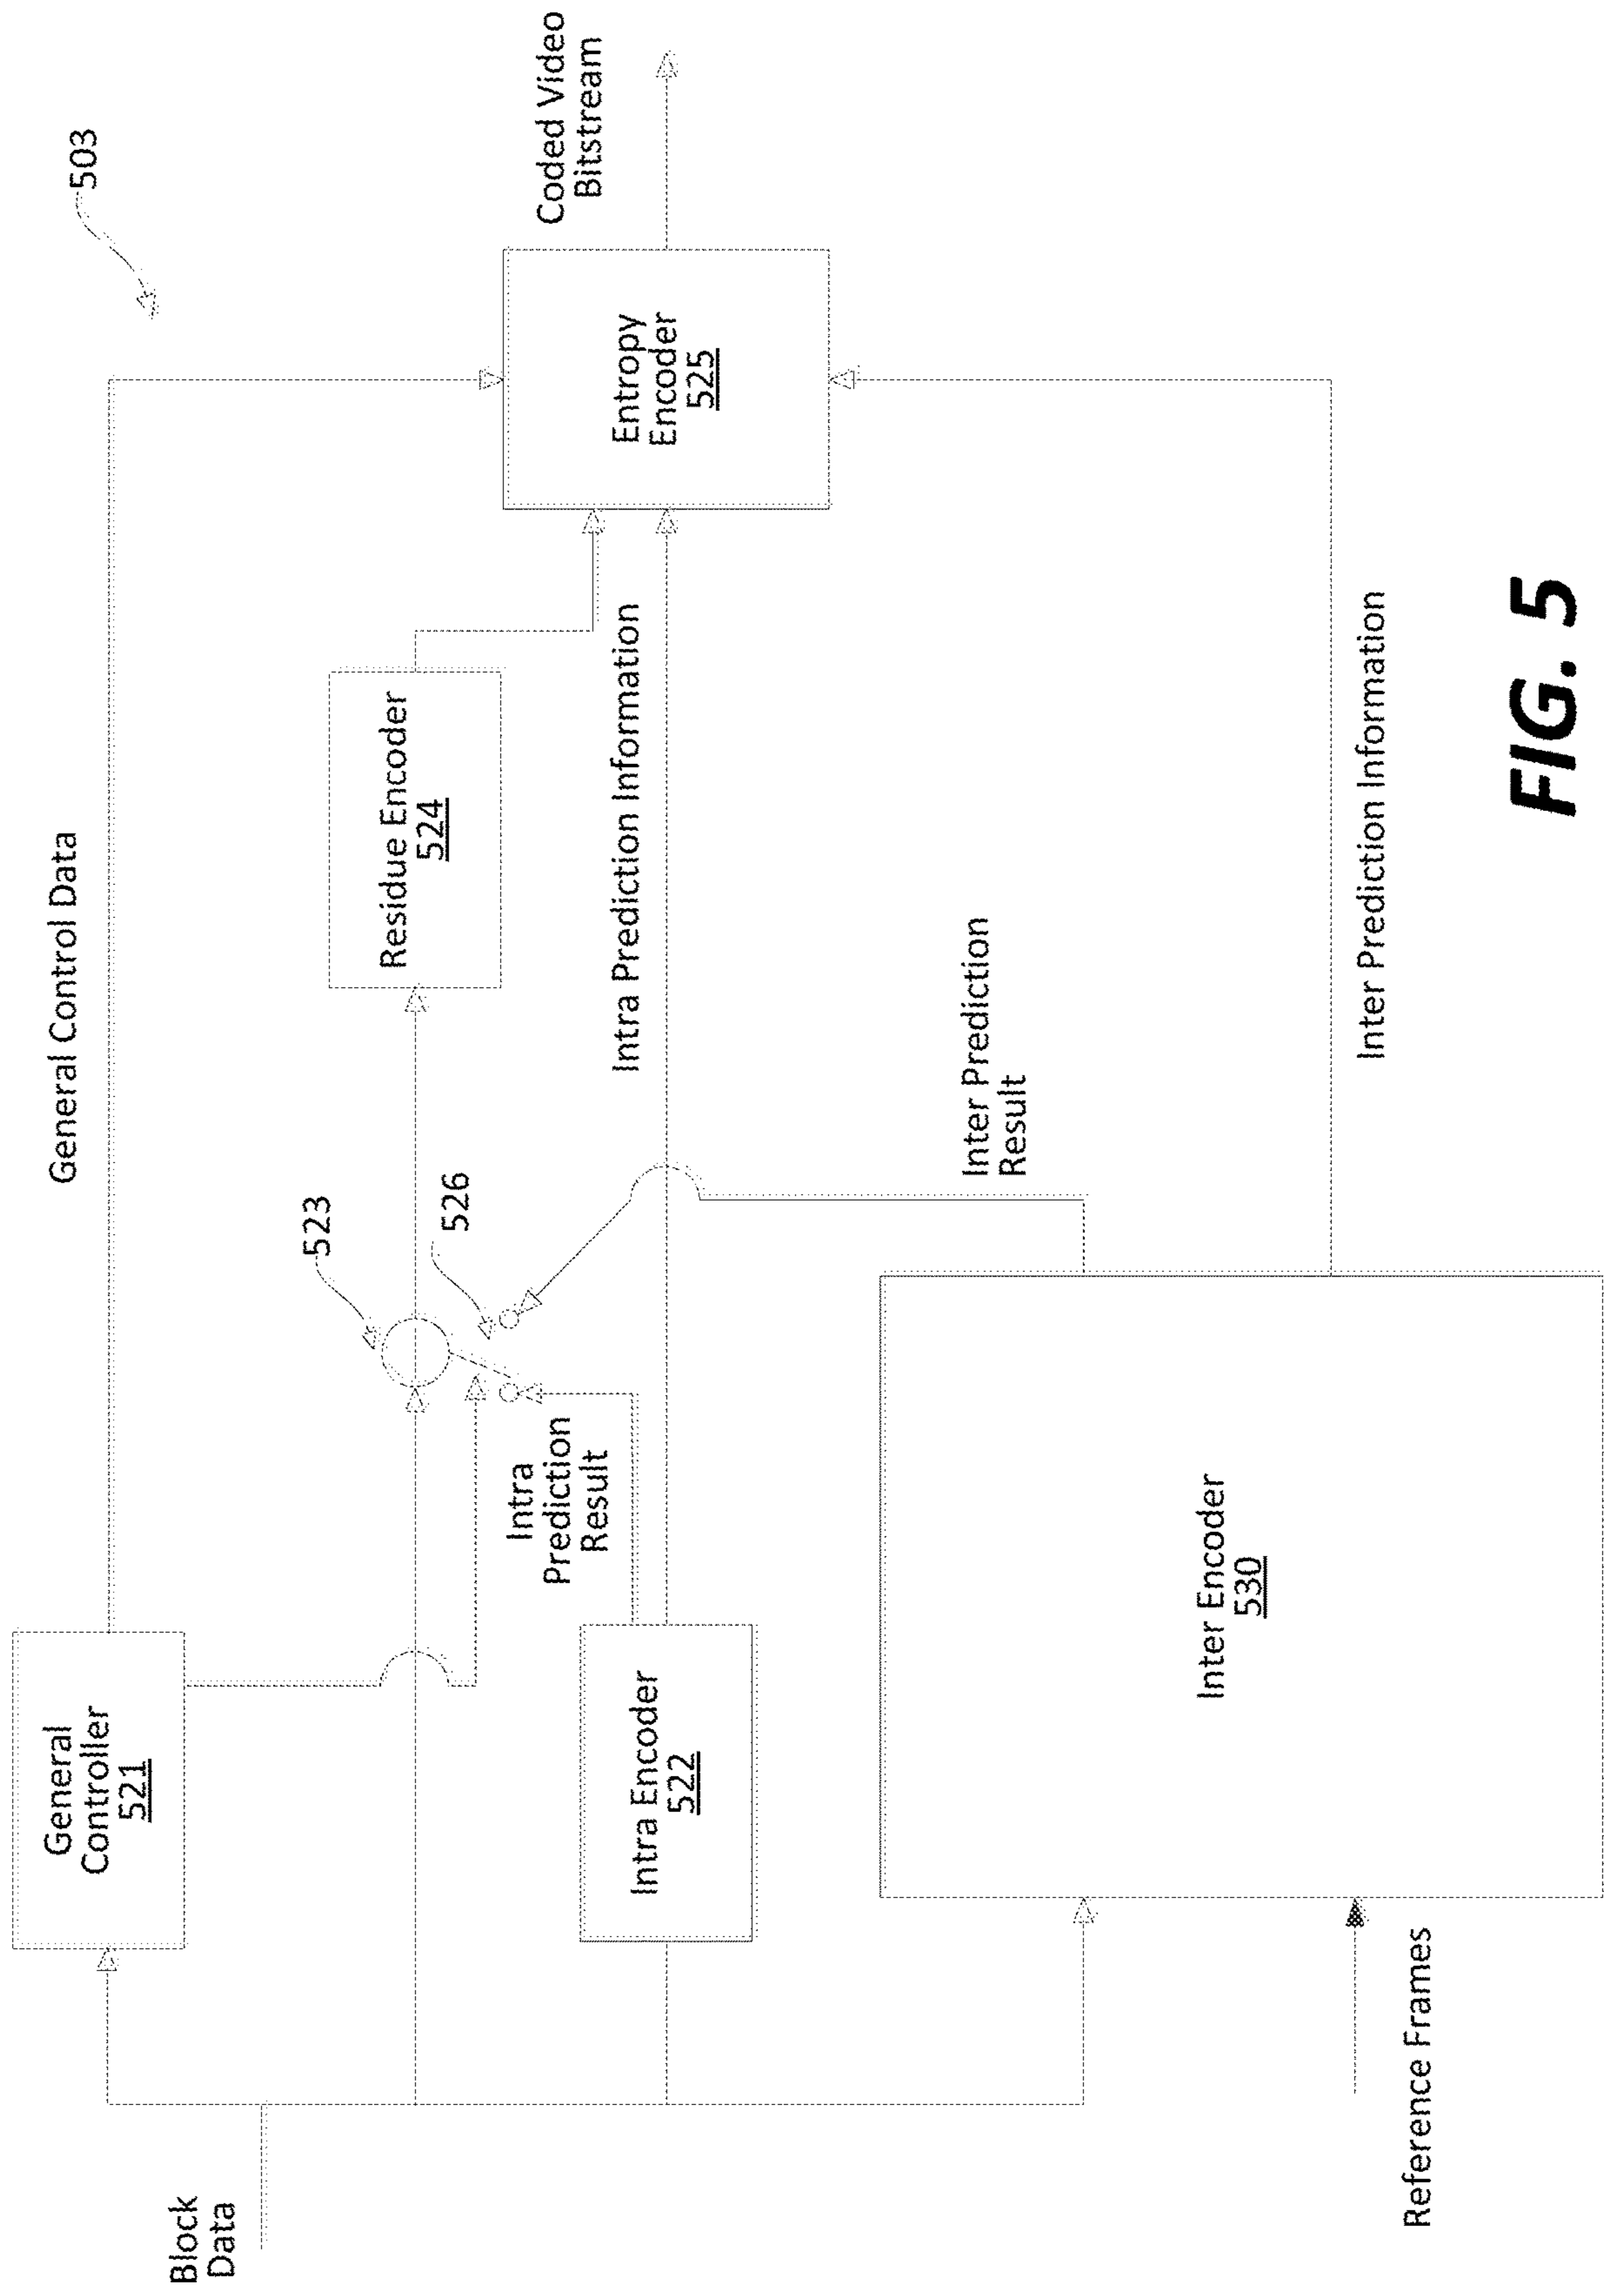 503
General Control Data
General
Controller
521
Block
Data
523
526
Residue Encoder
524
Coded Video
Bitstream
Entropy
Encoder
525
Intra
Prediction
Result
Intra Encoder
522
Intra Prediction Information
Inter Prediction
Result
Inter Encoder
530
Reference Frames
Inter Prediction Information
FIG. 5